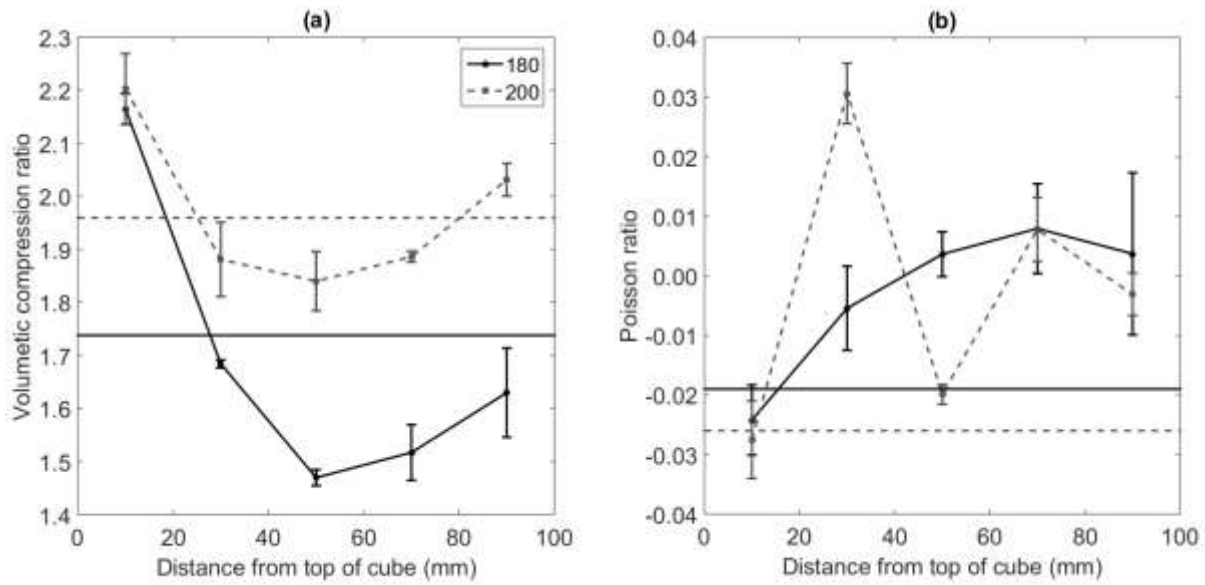 (a)
2.3
2.2
2.1
2.0
1.9
1.8
1.7
1.6
1.5
1.4
Volumetic compression ratio
0 20 40 60 80 100
Distance from top of cube (mm)
180
200
(b)
0.04
0.03
0.02
0.01
0.00
-0.01
-0.02
-0.03
-0.04
Poisson ratio
0 20 40 60 80 100
Distance from top of cube (mm)